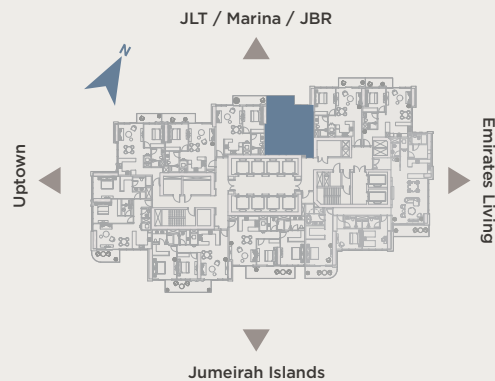 JLT / Marina / JBR
N
Uptown
Emirates Living
Jumeirah Islands